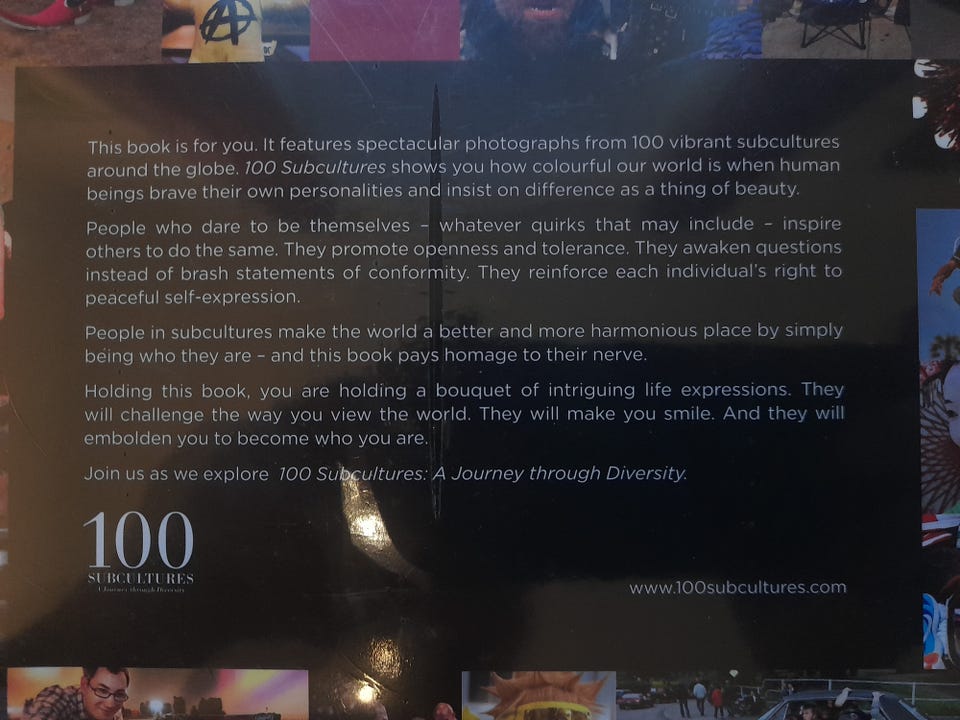 This book is for you. It features spectacular photographs from 100 vibrant subcultures
around the globe. 100 Subcultures shows you how colourful our world is when human
beings brave their own personalities and insist on difference as a thing of beauty.
People who dare to be themselves – whatever quirks that may include – inspire
others to do the same. They promote openness and tolerance. They awaken questions
instead of brash statements of conformity. They reinforce each individual's right to
peaceful self-expression.
People in subcultures make the world a better and more harmonious place by simply
being who they are – and this book pays homage to their nerve.
Holding this book, you are holding a bouquet of intriguing life expressions. They
will challenge the way you view the world. They will make you smile. And they will
embolden you to become who you are.
Join us as we explore 100 Subcultures: A Journey through Diversity.
100
SUBCULTURES
A Journey through Diversity
www.100subcultures.com